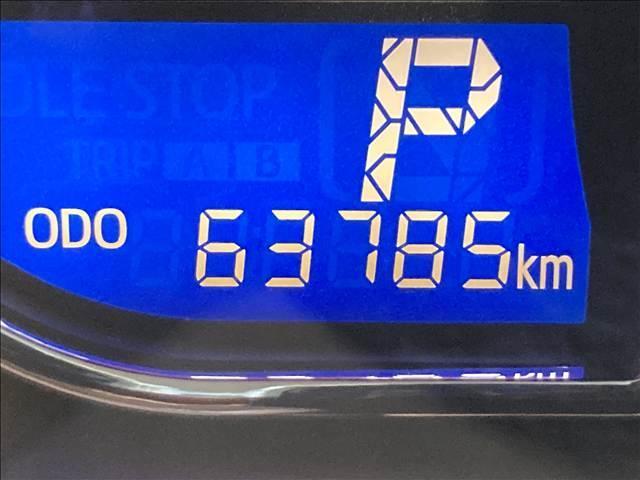 P
IDLE STOP
TRIP A B
ODO 63785km